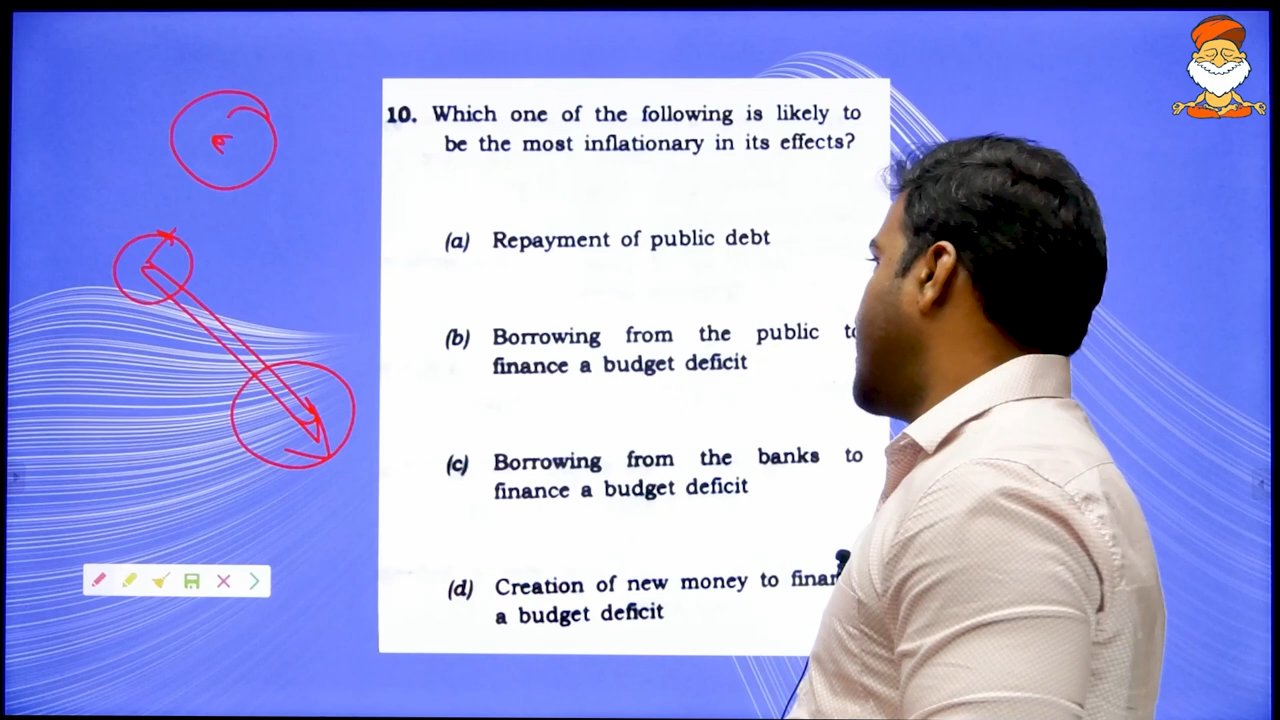 10. Which one of the following is likely to
be the most inflationary in its effects?
(a) Repayment of public debt
(b) Borrowing from the public
finance a budget deficit
(c) Borrowing from the banks to
finance a budget deficit
(d) Creation of new money to
a budget deficit